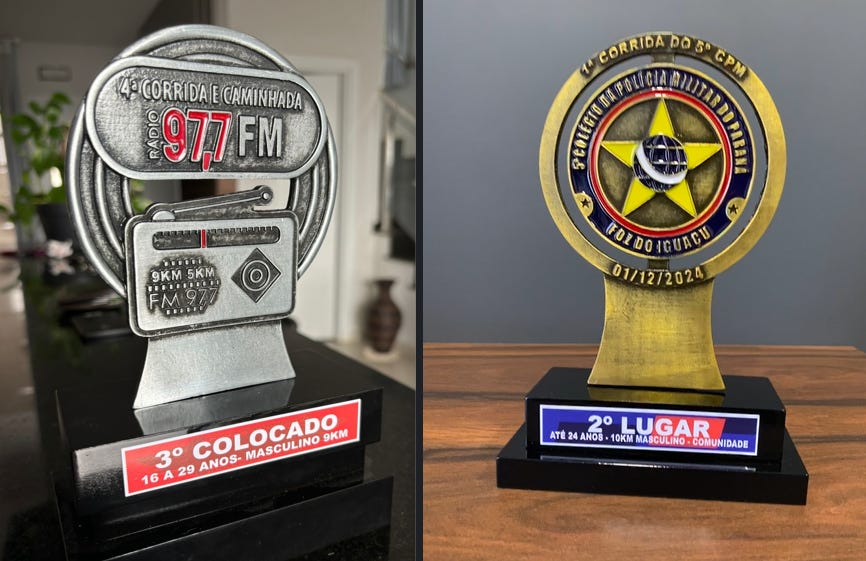 4ª CORRIDA E CAMINHADA
RÁDIO
97,7 FM
9KM 5KM
FM 977
3º COLOCADO
16 A 29 ANOS- MASCULINO 9KM
1ª CORRIDA DO 5º CPM
5º COLÉGIO DA POLÍCIA MILITAR DO PARANÁ
FOZ DO IGUAÇU
01/12/2024
2º LUGAR
ATÉ 24 ANOS - 10KM MASCULINO - COMUNIDADE